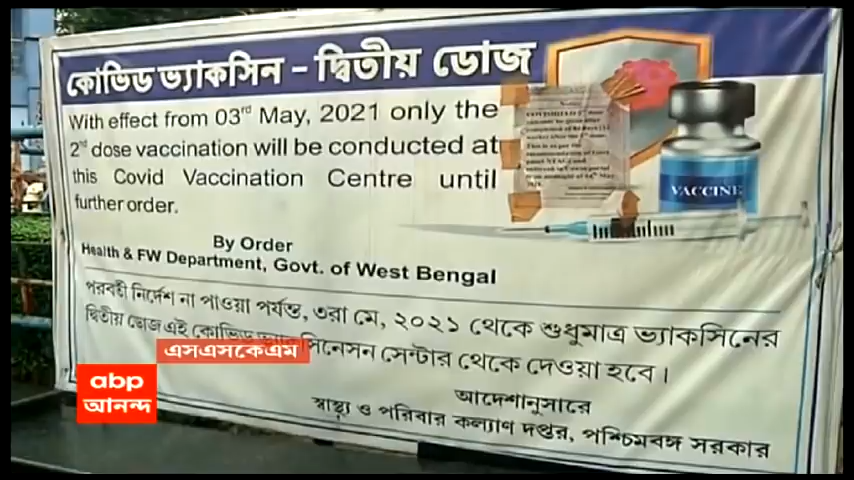 কোভিড ভ্যাকসিন – দ্বিতীয় ডোজ
With effect from 03rd May, 2021 only the
2nd dose vaccination will be conducted at
this Covid Vaccination Centre until
further order.
By Order
Health & FW Department, Govt. of West Bengal
VACCINE
পরবর্তী নির্দেশ না পাওয়া পর্যন্ত, ৩রা মে, ২০২১ থেকে শুধুমাত্র ভ্যাকসিনের
দ্বিতীয় ডোজ এই কোভিড ভ্যাকসিনেসন সেন্টার থেকে দেওয়া হবে।
আদেশানুসারে
স্বাস্থ্য ও পরিবার কল্যাণ দপ্তর, পশ্চিমবঙ্গ সরকার
এসএসকেএম
abp
আনন্দ